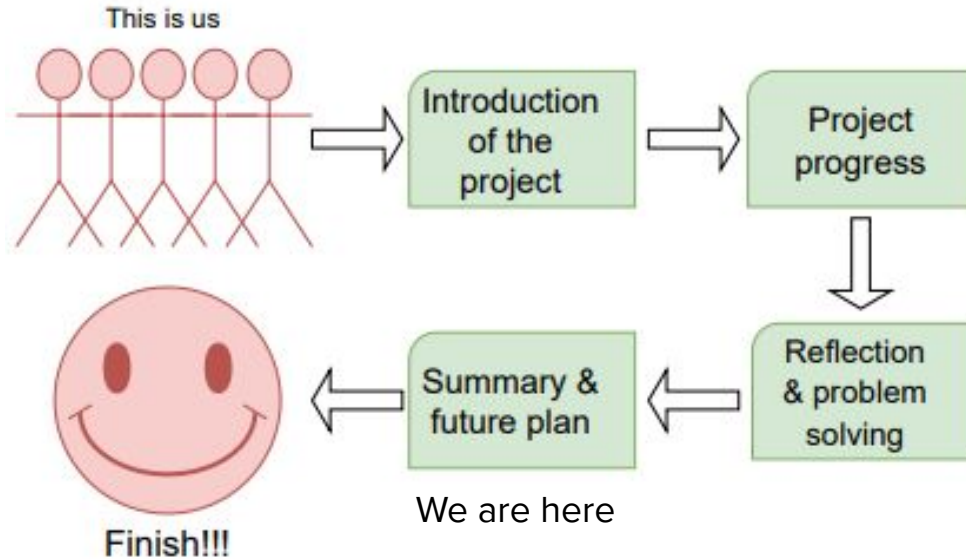 This is us
Introduction
of the
project
Project
progress
Reflection
& problem
solving
Summary &
future plan
We are here
Finish!!!